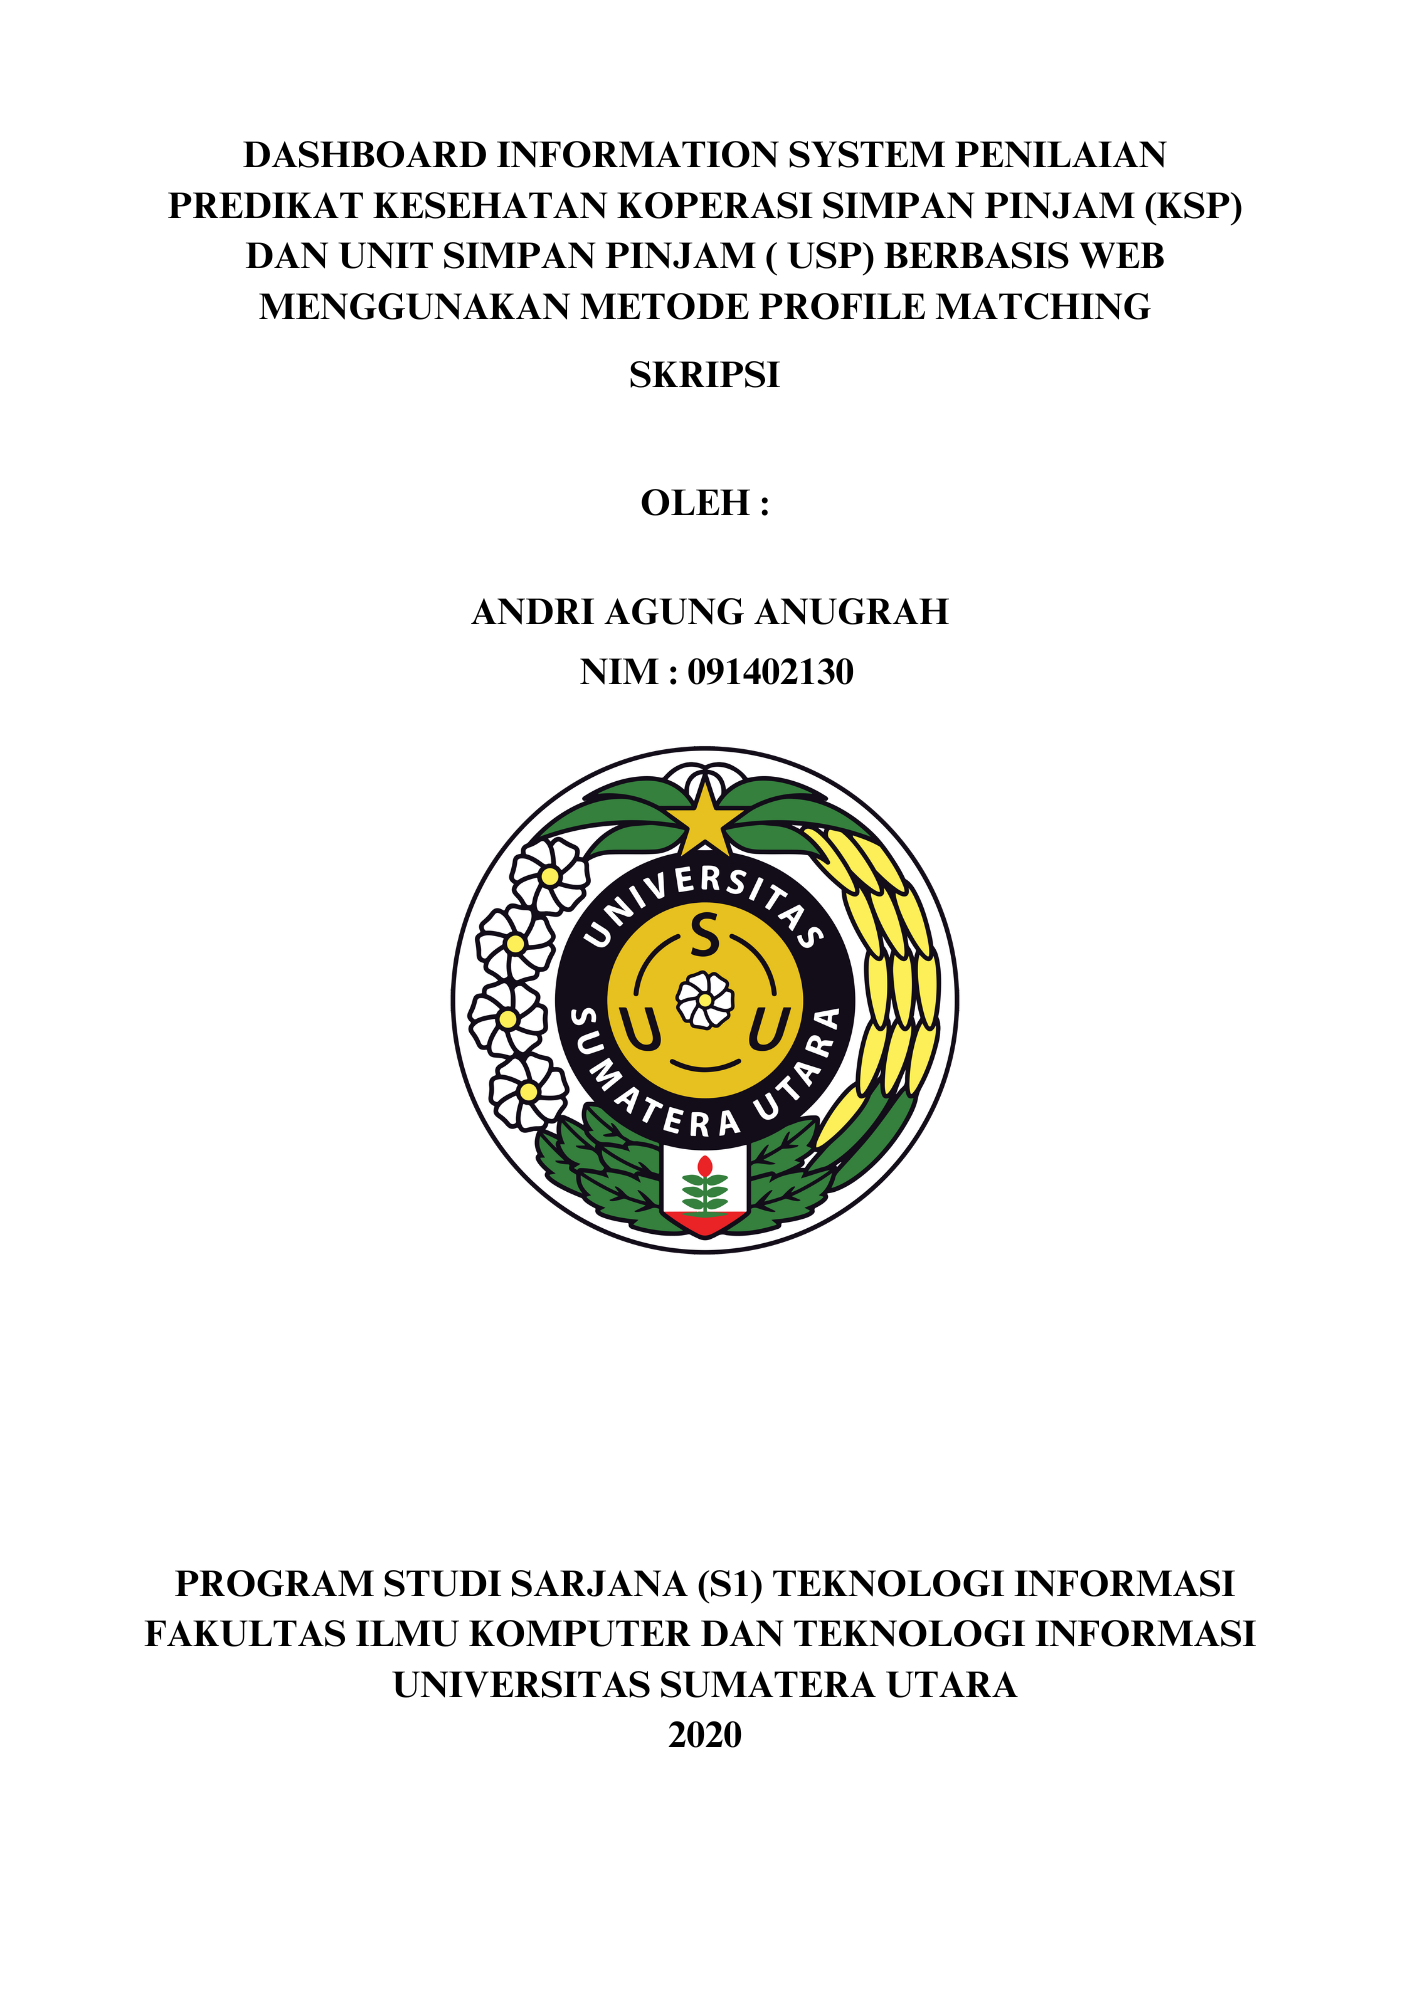 DASHBOARD INFORMATION SYSTEM PENILAIAN
PREDIKAT KESEHATAN KOPERASI SIMPAN PINJAM (KSP)
DAN UNIT SIMPAN PINJAM ( USP) BERBASIS WEB
MENGGUNAKAN METODE PROFILE MATCHING
SKRIPSI
OLEH :
ANDRI AGUNG ANUGRAH
NIM : 091402130
UNIVERSITAS
S
U U
SUMATERA UTARA
PROGRAM STUDI SARJANA (S1) TEKNOLOGI INFORMASI
FAKULTAS ILMU KOMPUTER DAN TEKNOLOGI INFORMASI
UNIVERSITAS SUMATERA UTARA
2020